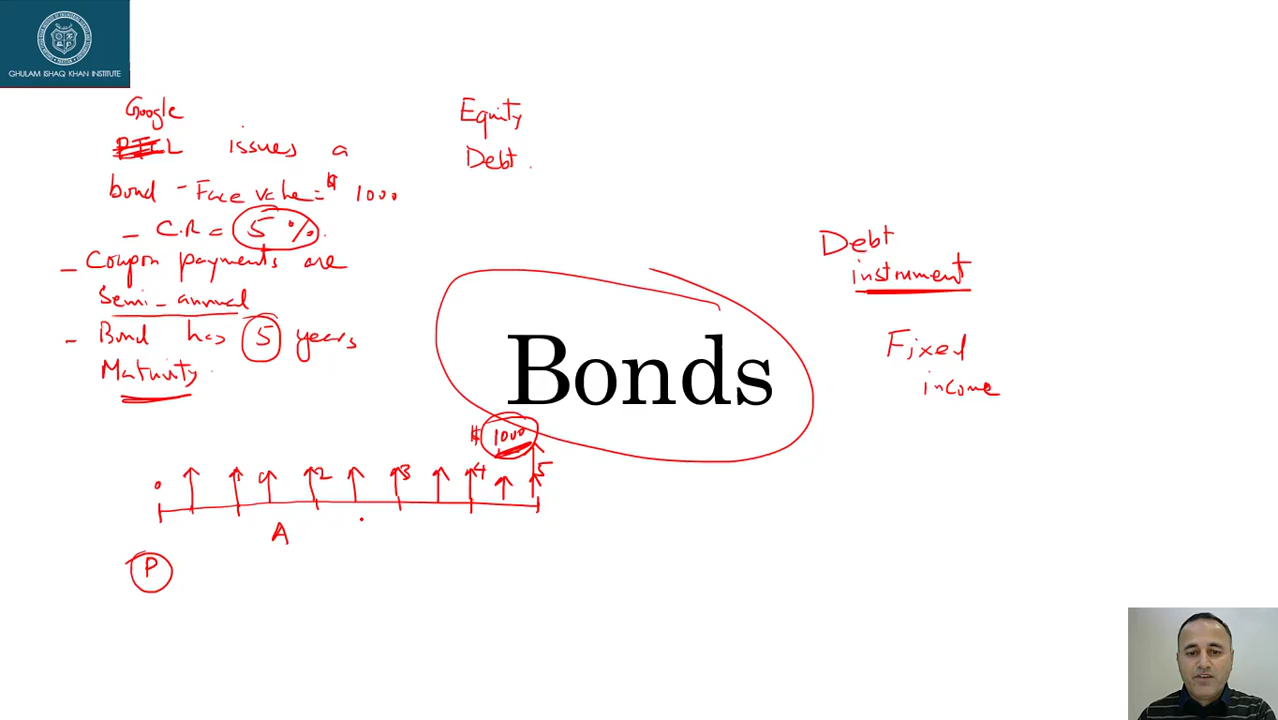 GHULAM ISHAQ KHAN INSTITUTE
Google
PTCL issues a
bond - Face value = $ 1000
- C.R = 5 %.
- Coupon payments are
Semi-annual
- Bond has 5 years
Maturity.
Equity
Debt.
Debt
instrument
Fixed
income
Bonds
$ 1000
0 1 2 3 4 5
A
P